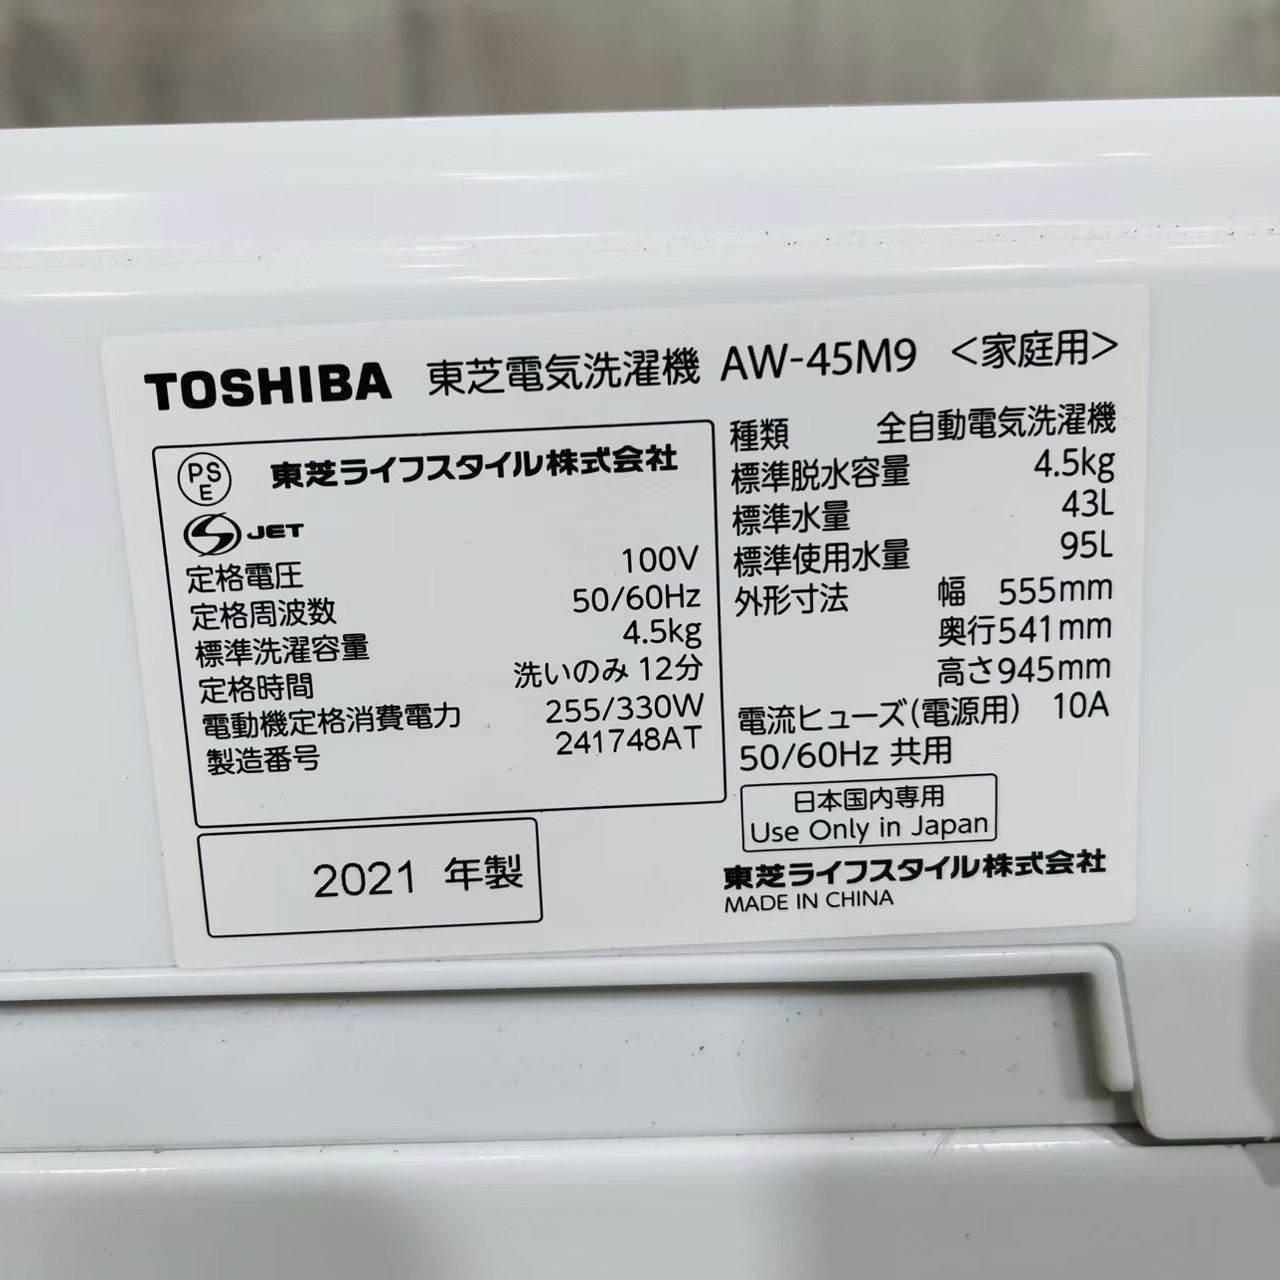 TOSHIBA 東芝電気洗濯機 AW-45M9 <家庭用>
PS
E
東芝ライフスタイル株式会社
JET
定格電圧 100V
定格周波数 50/60Hz
標準洗濯容量 4.5kg
定格時間 洗いのみ 12分
電動機定格消費電力 255/330W
製造番号 241748AT
2021 年製
種類 全自動電気洗濯機
標準脱水容量 4.5kg
標準水量 43L
標準使用水量 95L
外形寸法 幅 555mm
奥行541mm
高さ945mm
電流ヒューズ(電源用) 10A
50/60Hz 共用
日本国内専用
Use Only in Japan
東芝ライフスタイル株式会社
MADE IN CHINA